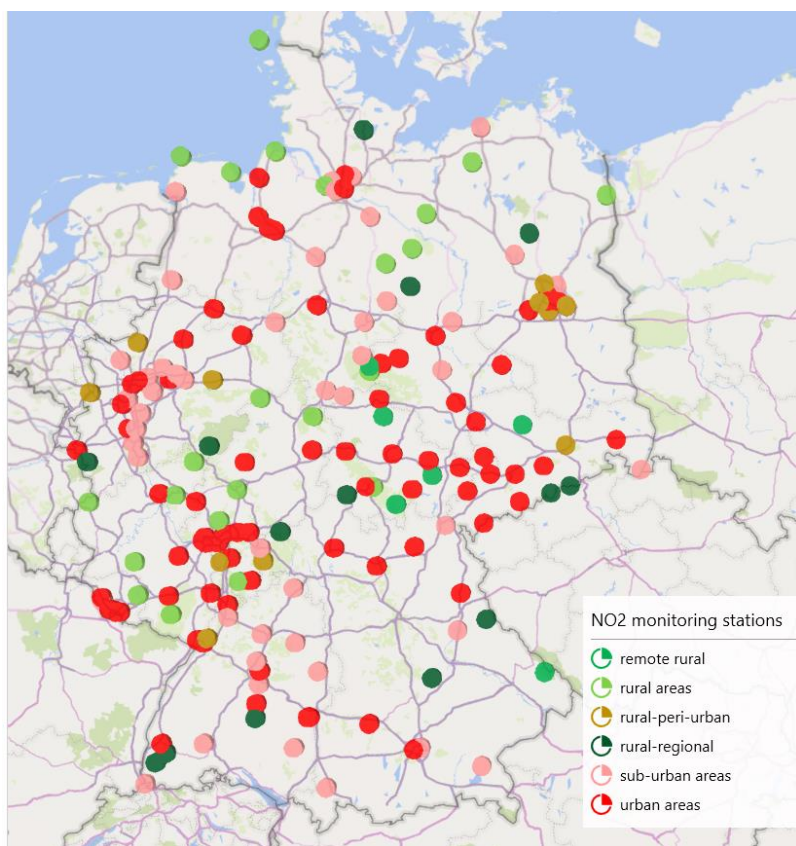 NO2 monitoring stations
remote rural
rural areas
rural-peri-urban
rural-regional
sub-urban areas
urban areas